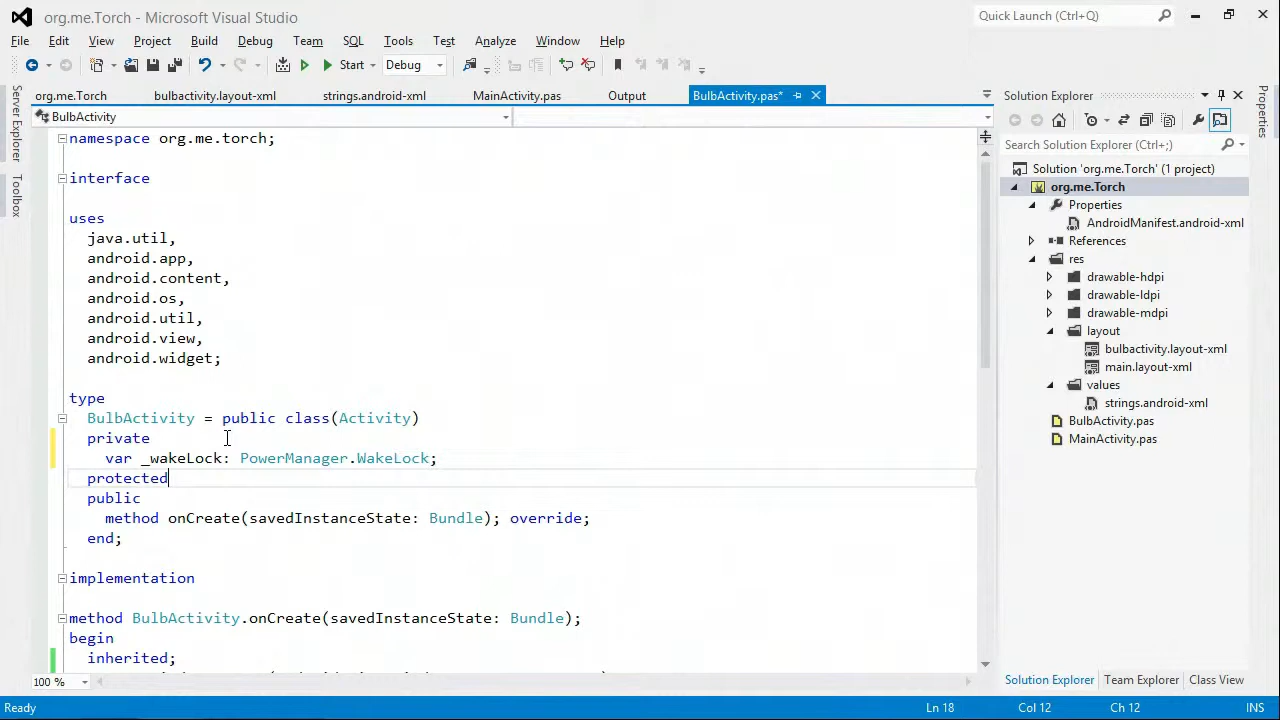 org.me.Torch - Microsoft Visual Studio
Quick Launch (Ctrl+Q)
File Edit View Project Build Debug Team SQL Tools Test Analyze Window Help
Start Debug
org.me.Torch bulbactivity.layout-xml strings.android-xml MainActivity.pas Output BulbActivity.pas*
BulbActivity
Server Explorer
Toolbox
namespace org.me.torch;
interface
uses
java.util,
android.app,
android.content,
android.os,
android.util,
android.view,
android.widget;
type
BulbActivity = public class(Activity)
private
var _wakeLock: PowerManager.WakeLock;
protected
public
method onCreate(savedInstanceState: Bundle); override;
end;
implementation
method BulbActivity.onCreate(savedInstanceState: Bundle);
begin
inherited;
100 %
Solution Explorer
Search Solution Explorer (Ctrl+;)
Solution 'org.me.Torch' (1 project)
org.me.Torch
Properties
AndroidManifest.android-xml
References
res
drawable-hdpi
drawable-ldpi
drawable-mdpi
layout
bulbactivity.layout-xml
main.layout-xml
values
strings.android-xml
BulbActivity.pas
MainActivity.pas
Solution Explorer Team Explorer Class View
Properties
Ready Ln 18 Col 12 Ch 12 INS